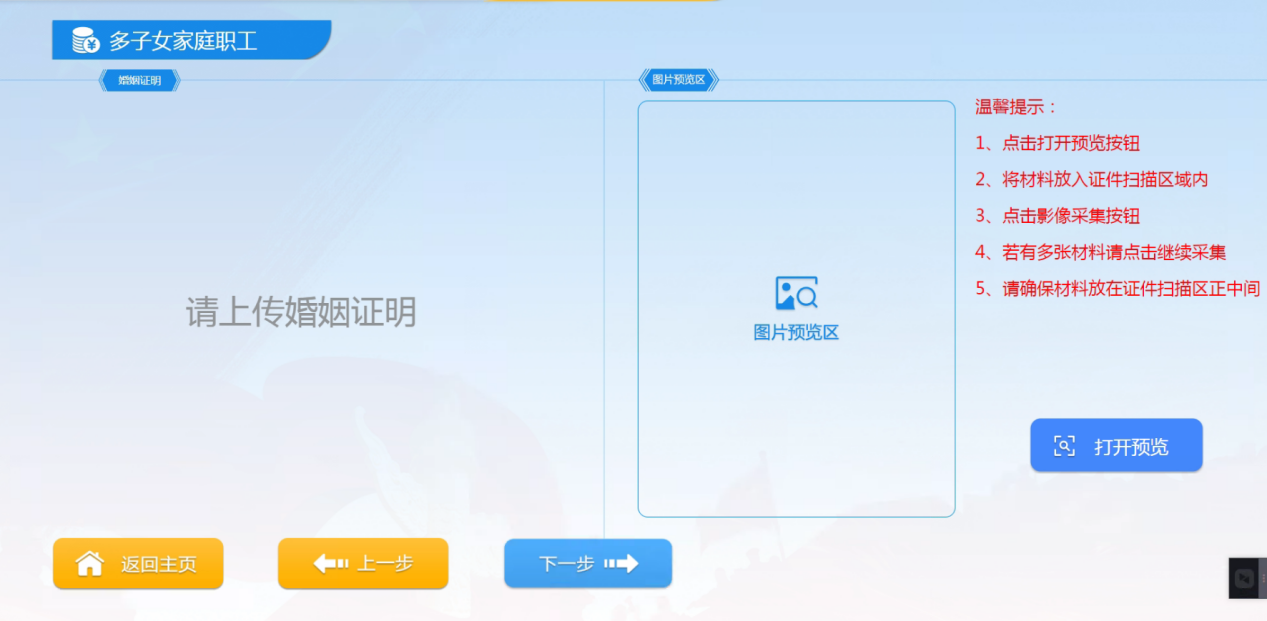 多子女家庭职工
婚姻证明
图片预览区
请上传婚姻证明
图片预览区
温馨提示：
1、点击打开预览按钮
2、将材料放入证件扫描区域内
3、点击影像采集按钮
4、若有多张材料请点击继续采集
5、请确保材料放在证件扫描区正中间
打开预览
返回主页
上一步
下一步